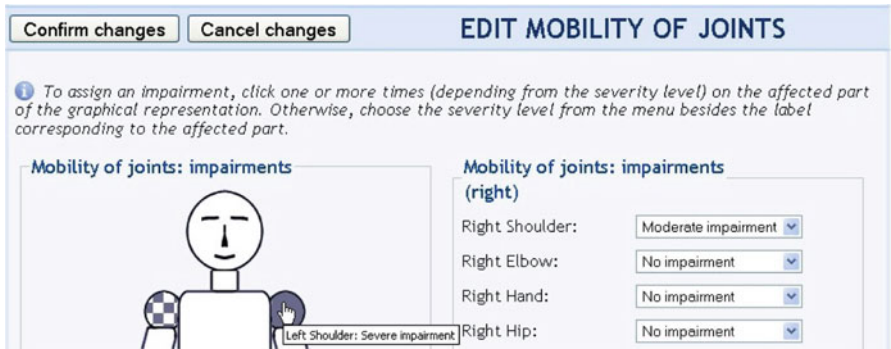 Confirm changes Cancel changes EDIT MOBILITY OF JOINTS
To assign an impairment, click one or more times (depending from the severity level) on the affected part
of the graphical representation. Otherwise, choose the severity level from the menu besides the label
corresponding to the affected part.
Mobility of joints: impairments
Left Shoulder: Severe impairment
Mobility of joints: impairments
(right)
Right Shoulder: Moderate impairment
Right Elbow: No impairment
Right Hand: No impairment
Right Hip: No impairment